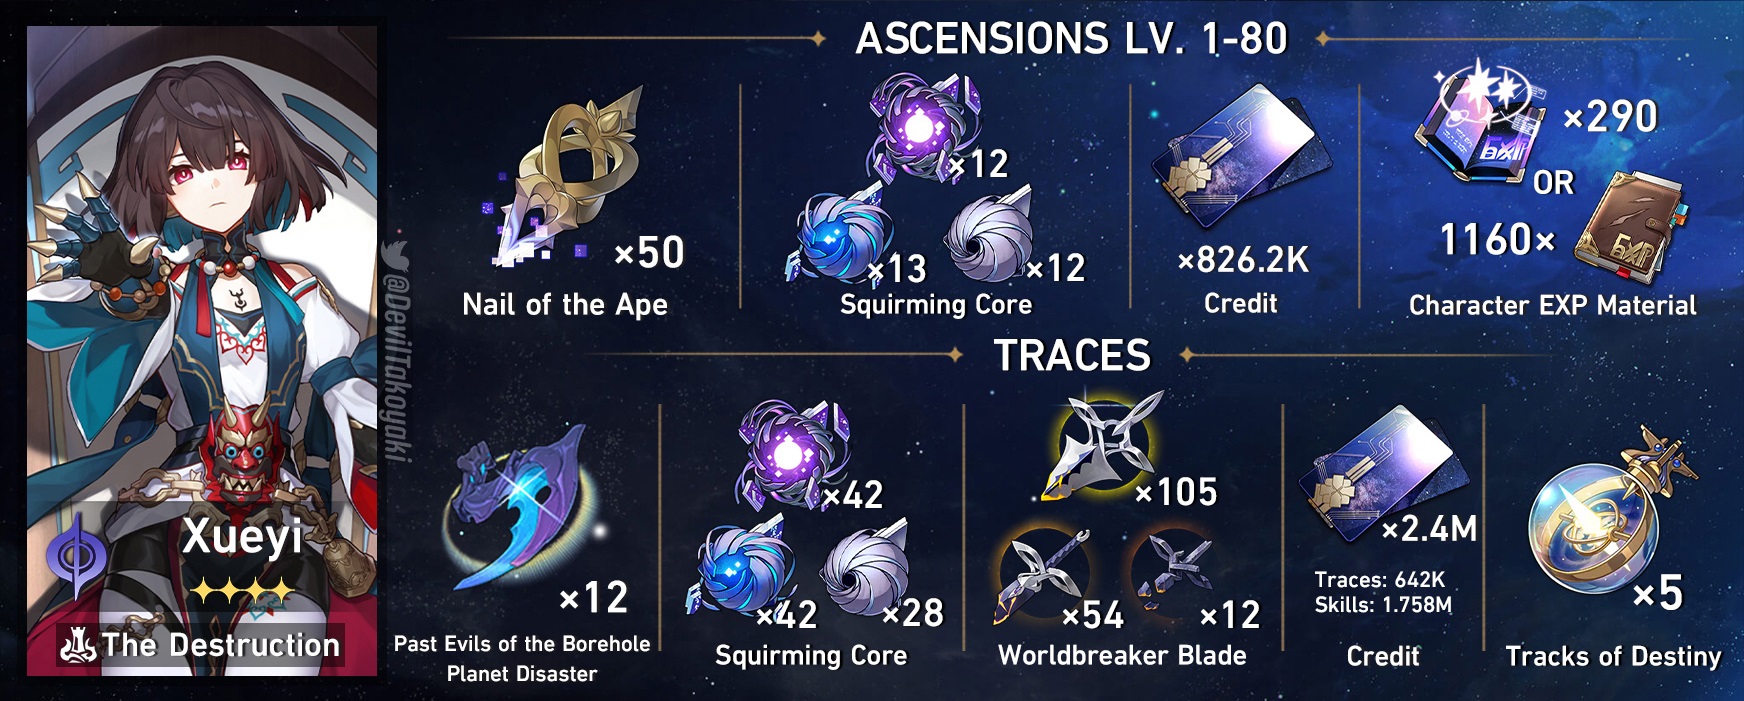 ASCENSIONS LV. 1-80
×50
Nail of the Ape
×12
×13
×12
Squirming Core
×826.2K
Credit
×290
OR
1160×
EXP
EXP
Character EXP Material
@DevilTakoyaki
Xueyi
The Destruction
TRACES
×12
Past Evils of the Borehole
Planet Disaster
×42
×42
×28
Squirming Core
×105
×54
×12
Worldbreaker Blade
×2.4M
Traces: 642K
Skills: 1.758M
Credit
×5
Tracks of Destiny